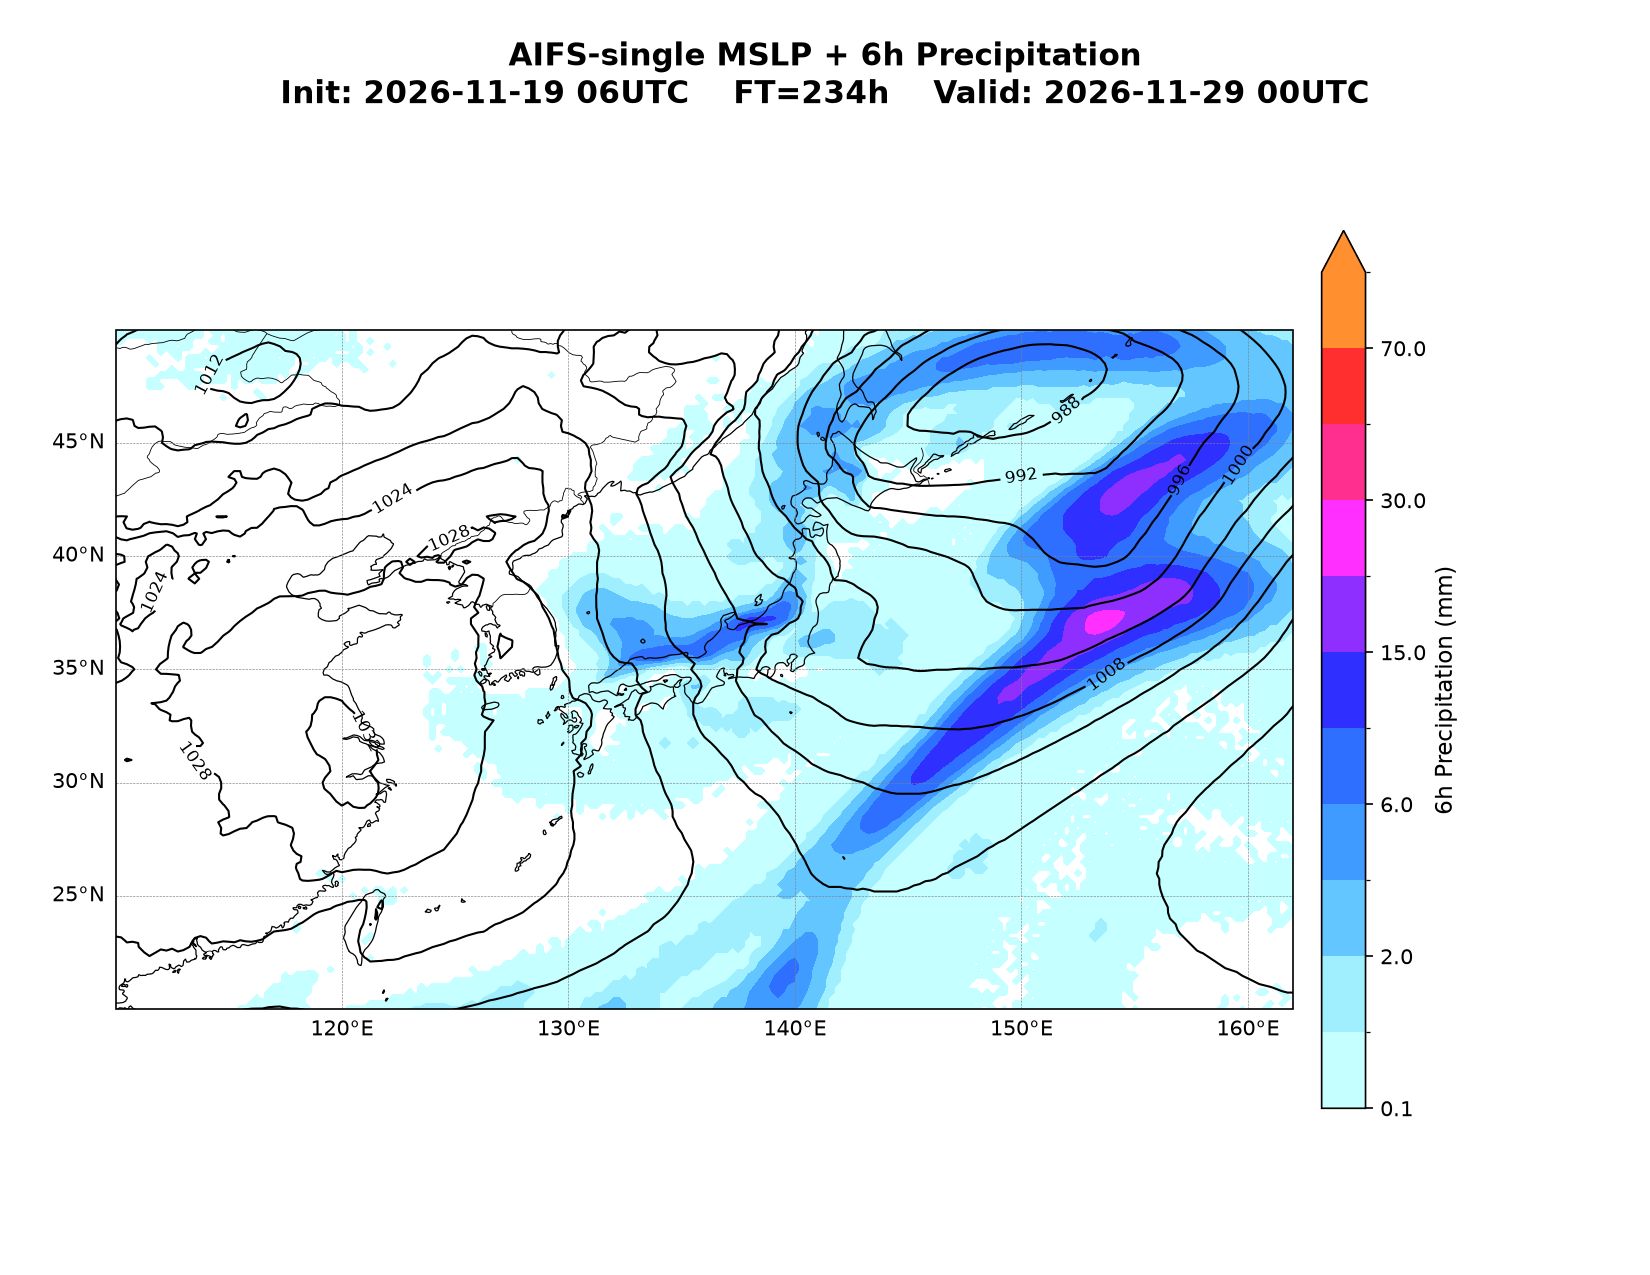 AIFS-single MSLP + 6h Precipitation
Init: 2026-11-19 06UTC    FT=234h    Valid: 2026-11-29 00UTC
1012
988
45°N
992
996
1000
1024
1028
40°N
1024
35°N
1008
1028
30°N
25°N
120°E
130°E
140°E
150°E
160°E
70.0
30.0
15.0
6.0
2.0
0.1
6h Precipitation (mm)